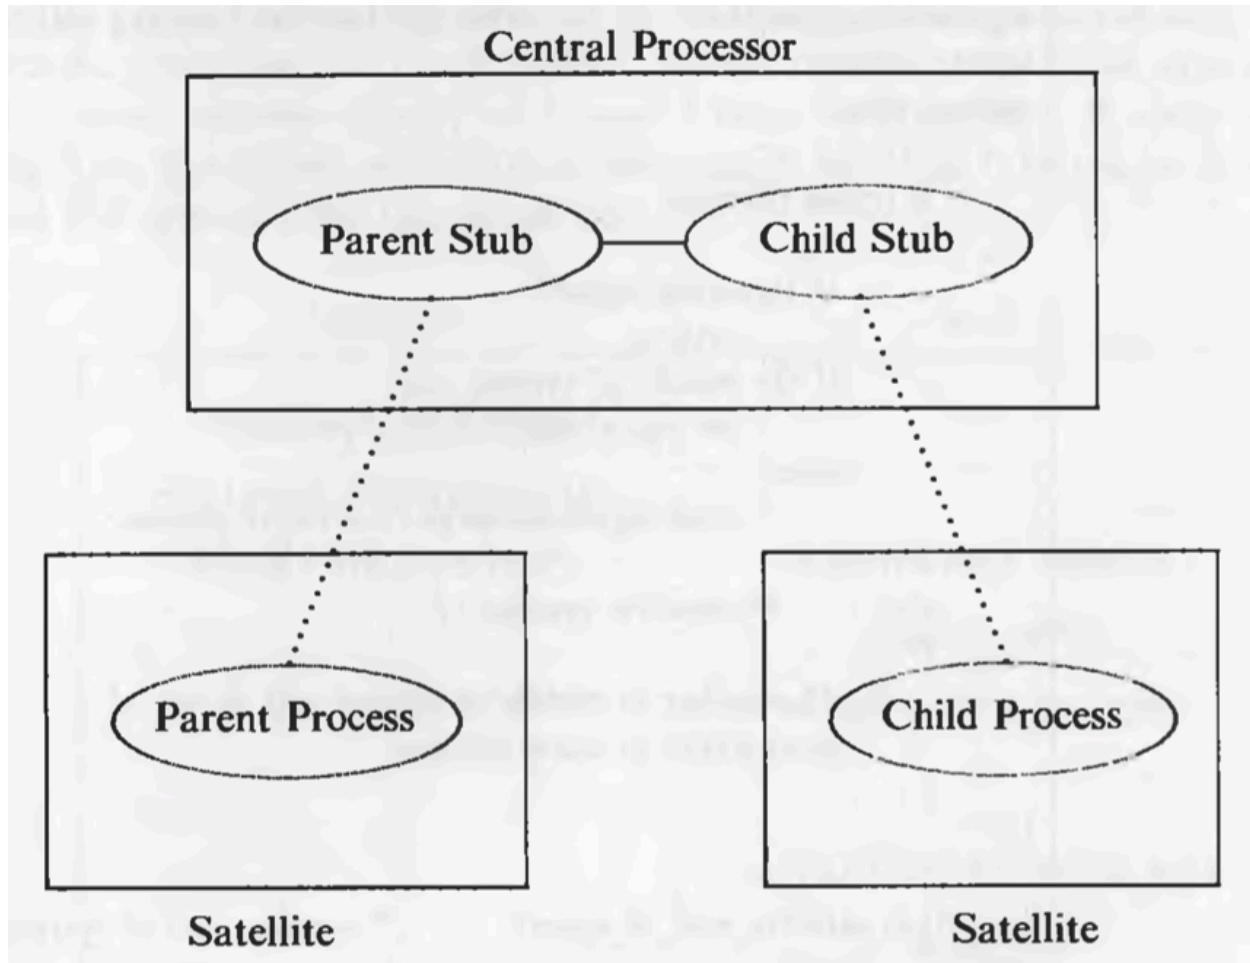 Central Processor
Parent Stub
Child Stub
Parent Process
Child Process
Satellite
Satellite